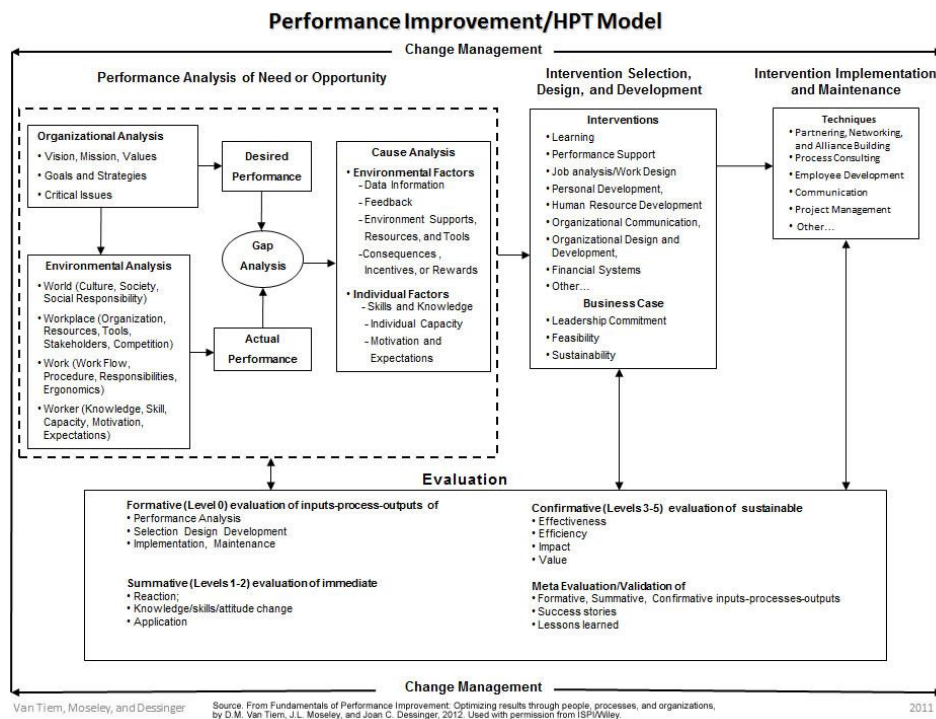 Performance Improvement/HPT Model
Change Management
Performance Analysis of Need or Opportunity
Organizational Analysis
• Vision, Mission, Values
• Goals and Strategies
• Critical Issues
Environmental Analysis
• World (Culture, Society,
Social Responsibility)
• Workplace (Organization,
Resources, Tools,
Stakeholders, Competition)
• Work (Work Flow,
Procedure, Responsibilities,
Ergonomics)
• Worker (Knowledge, Skill,
Capacity, Motivation,
Expectations)
Desired
Performance
Gap
Analysis
Actual
Performance
Cause Analysis
• Environmental Factors
- Data Information
- Feedback
- Environment Supports,
Resources, and Tools
-Consequences,
Incentives, or Rewards
• Individual Factors
- Skills and Knowledge
- Individual Capacity
- Motivation and
Expectations
Intervention Selection,
Design, and Development
Interventions
• Learning
• Performance Support
• Job analysis/Work Design
• Personal Development,
• Human Resource Development
• Organizational Communication,
• Organizational Design and
Development,
• Financial Systems
• Other...
Business Case
• Leadership Commitment
• Feasibility
• Sustainability
Intervention Implementation
and Maintenance
Techniques
• Partnering, Networking,
and Alliance Building
• Process Consulting
• Employee Development
• Communication
• Project Management
• Other...
Evaluation
Formative (Level 0) evaluation of inputs-process-outputs of
• Performance Analysis
• Selection Design Development
• Implementation, Maintenance
Summative (Levels 1-2) evaluation of immediate
• Reaction;
• Knowledge/skills/attitude change
• Application
Confirmative (Levels 3-5) evaluation of sustainable
• Effectiveness
• Efficiency
• Impact
• Value
Meta Evaluation/Validation of
• Formative, Summative, Confirmative inputs-processes-outputs
• Success stories
• Lessons learned
Change Management
Van Tiem, Moseley, and Dessinger
Source. From Fundamentals of Performance Improvement: Optimizing results through people, processes, and organizations,
by D.M. Van Tiem, J.L. Moseley, and Joan C. Dessinger, 2012. Used with permission from ISPI/Wiley.
2011